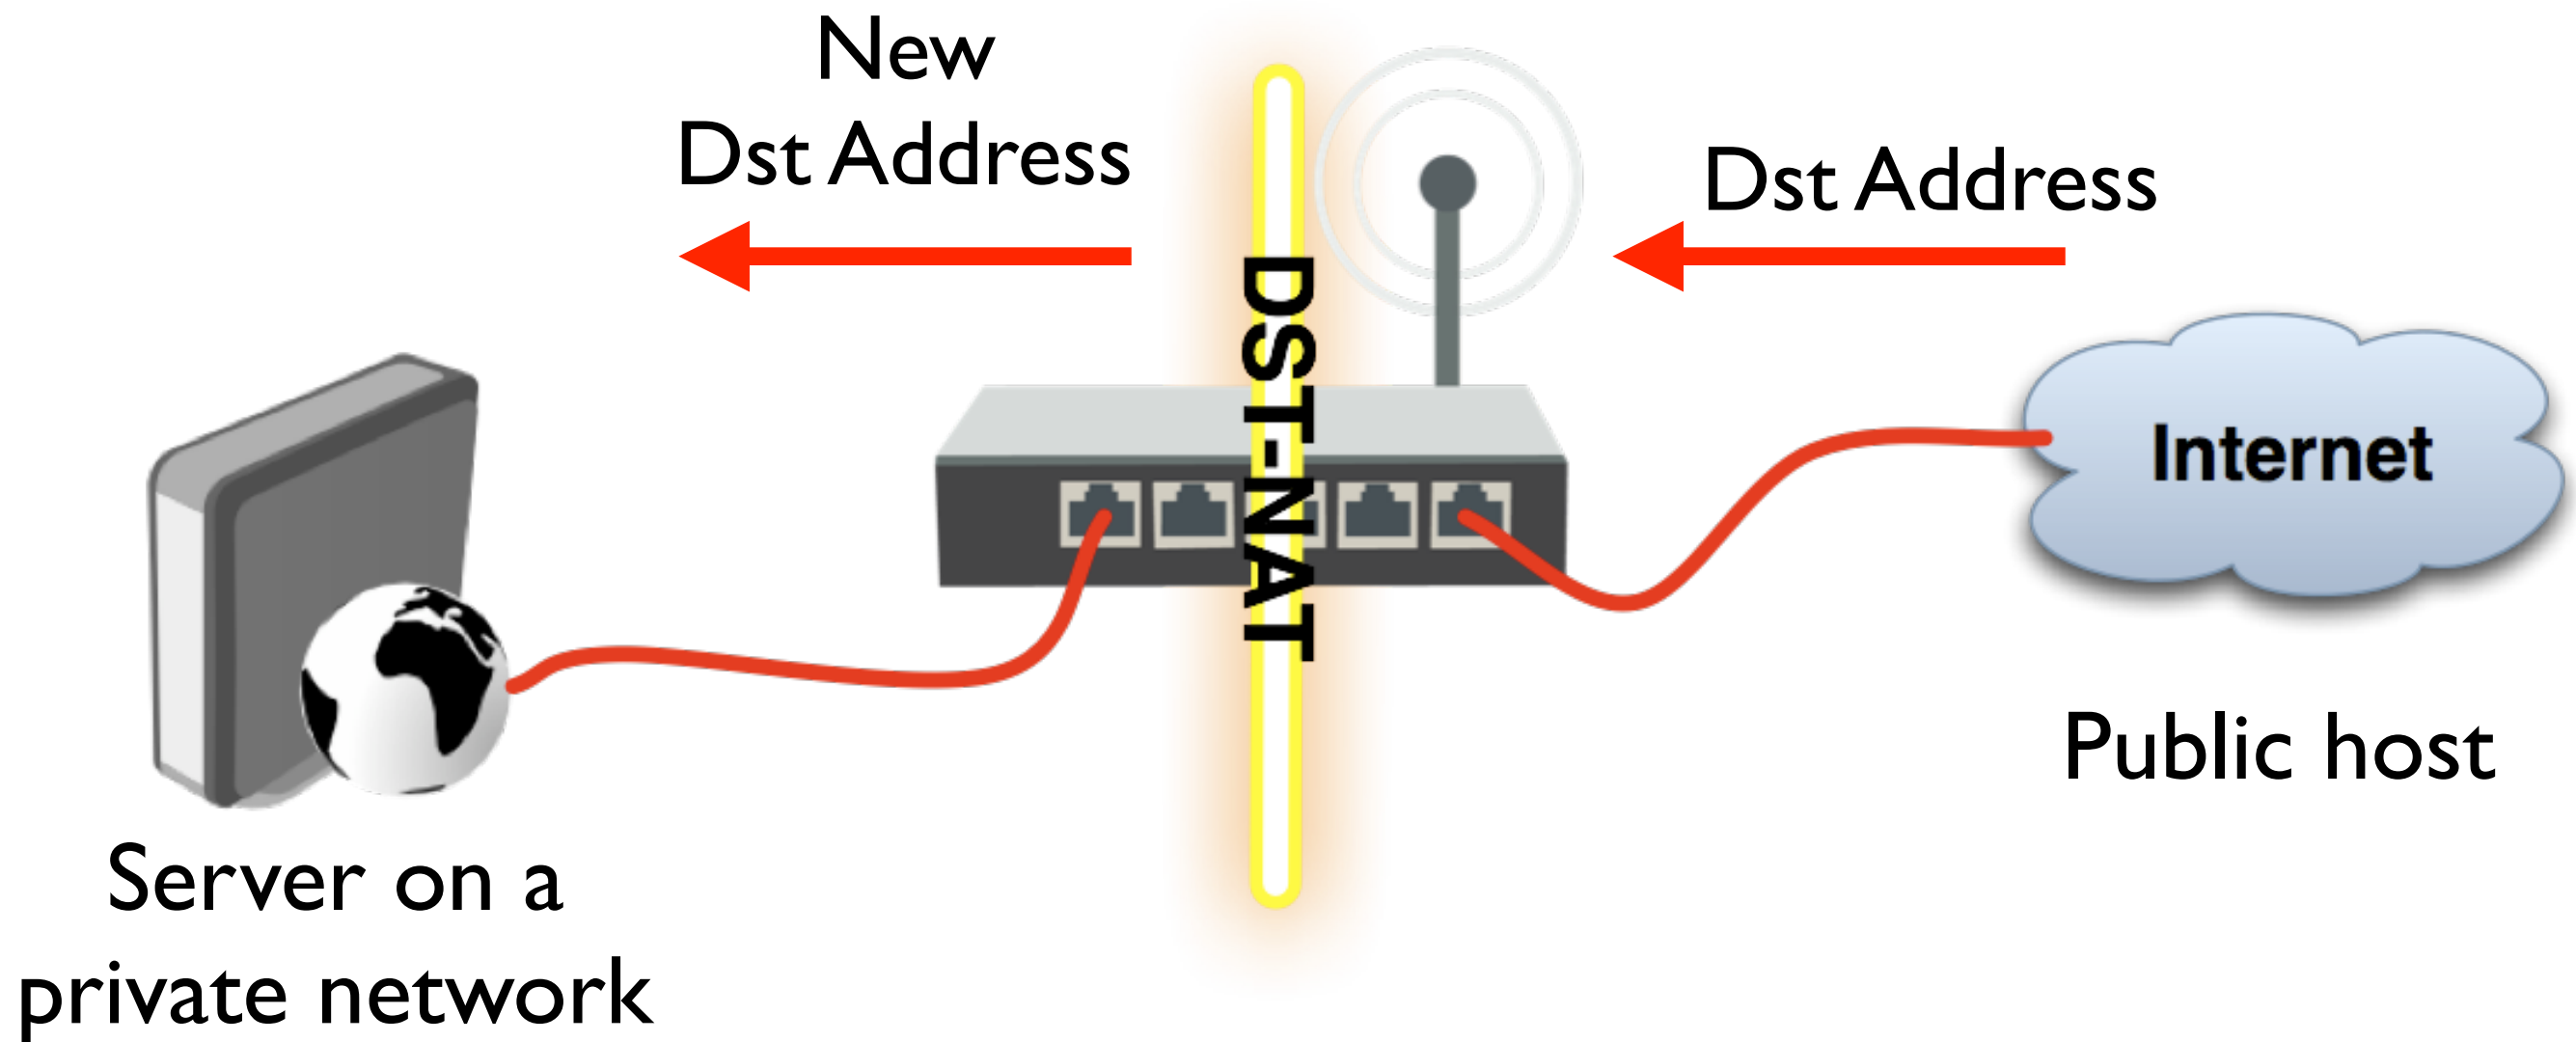 New
Dst Address
Dst Address
DST-NAT
Internet
Public host
Server on a
private network